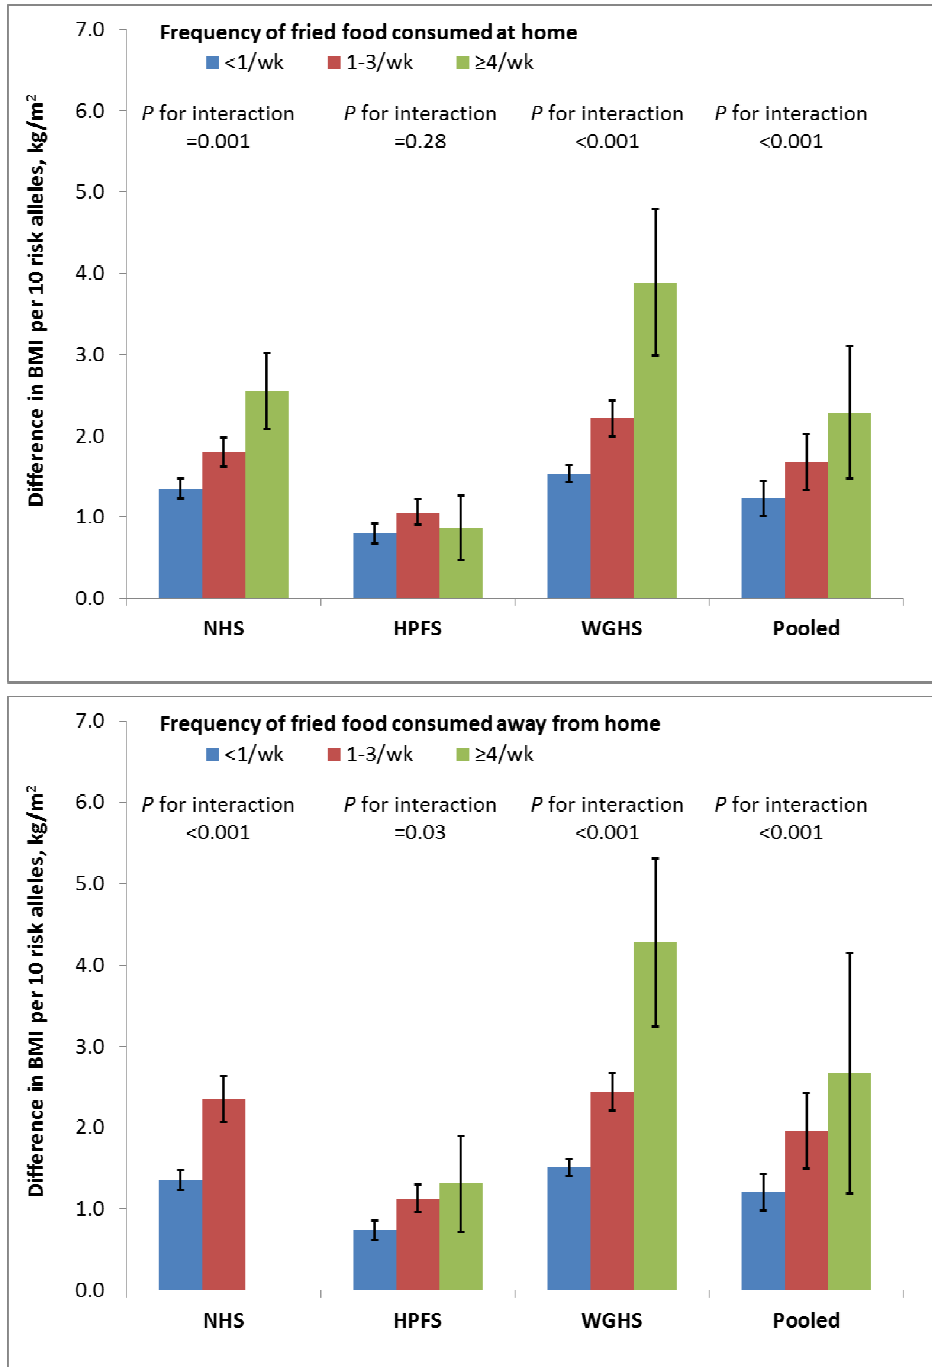 Frequency of fried food consumed at home
<1/wk 1-3/wk ≥4/wk
P for interaction =0.001
P for interaction =0.28
P for interaction <0.001
P for interaction <0.001
Difference in BMI per 10 risk alleles, kg/m²
7.0
6.0
5.0
4.0
3.0
2.0
1.0
0.0
NHS HPFS WGHS Pooled
Frequency of fried food consumed away from home
<1/wk 1-3/wk ≥4/wk
P for interaction <0.001
P for interaction =0.03
P for interaction <0.001
P for interaction <0.001
Difference in BMI per 10 risk alleles, kg/m²
7.0
6.0
5.0
4.0
3.0
2.0
1.0
0.0
NHS HPFS WGHS Pooled